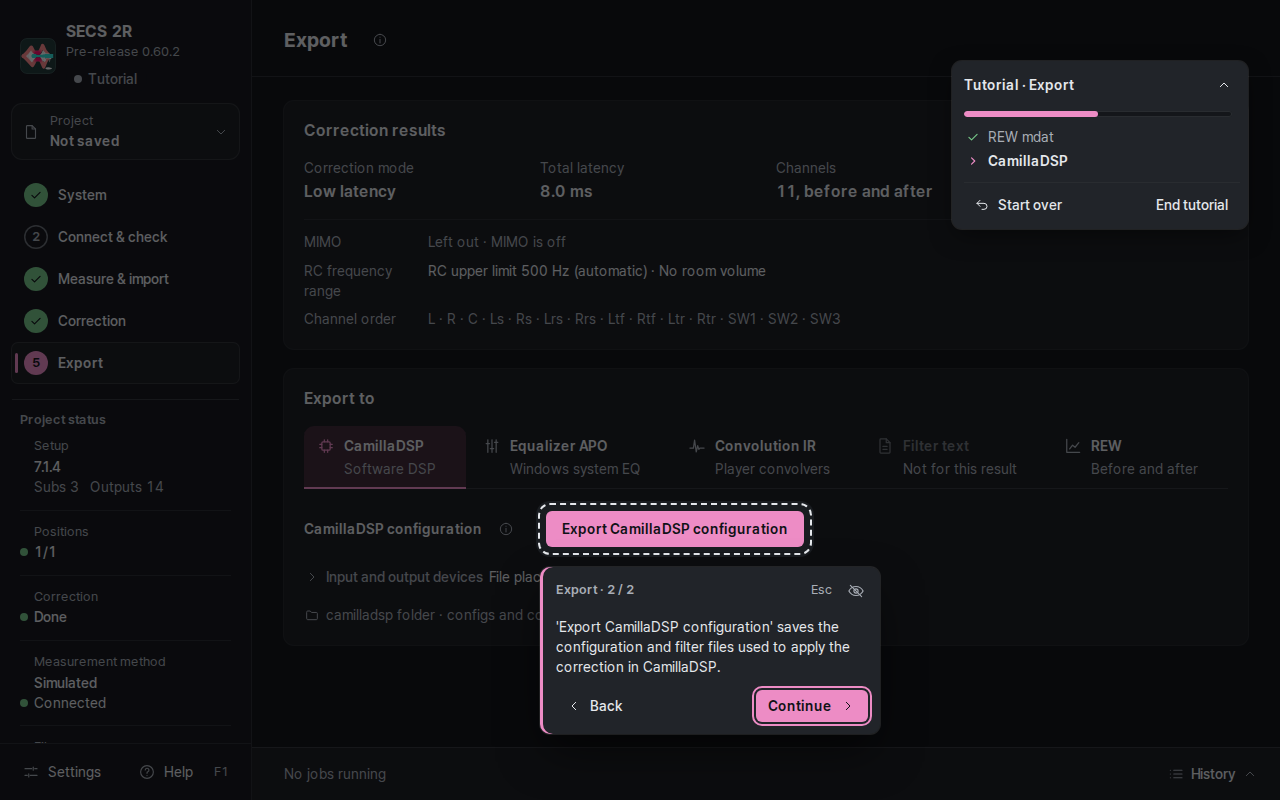 SECS 2R
Pre-release 0.60.2
Tutorial
Project
Not saved
System
2 Connect & check
Measure & import
Correction
5 Export
Project status
Setup
7.1.4
Subs 3 Outputs 14
Positions
1/1
Correction
Done
Measurement method
Simulated
Connected
Settings
Help F1
Export
Correction results
Correction mode
Low latency
Total latency
8.0 ms
Channels
11, before and after
MIMO
Left out · MIMO is off
RC frequency range
RC upper limit 500 Hz (automatic) · No room volume
Channel order
L · R · C · Ls · Rs · Lrs · Rrs · Ltf · Rtf · Ltr · Rtr · SW1 · SW2 · SW3
Export to
CamillaDSP
Software DSP
Equalizer APO
Windows system EQ
Convolution IR
Player convolvers
Filter text
Not for this result
REW
Before and after
CamillaDSP configuration
Export CamillaDSP configuration
Input and output devices File plac
camilladsp folder · configs and co
Export · 2 / 2
Esc
'Export CamillaDSP configuration' saves the
configuration and filter files used to apply the
correction in CamillaDSP.
Back
Continue
Tutorial · Export
REW mdat
CamillaDSP
Start over
End tutorial
No jobs running
History